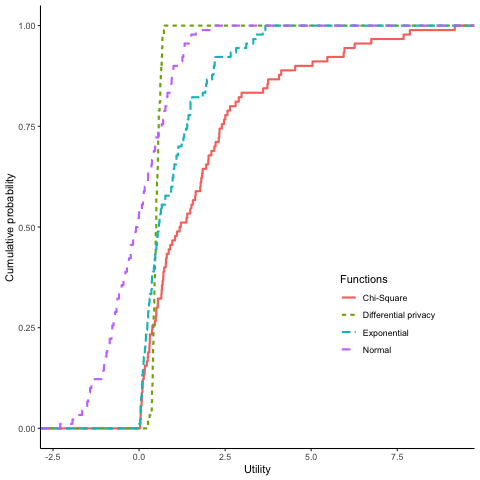 1.00
0.75
0.50
0.25
0.00
Cumulative probability
Functions
Chi-Square
Differential privacy
Exponential
Normal
-2.5 0.0 2.5 5.0 7.5
Utility